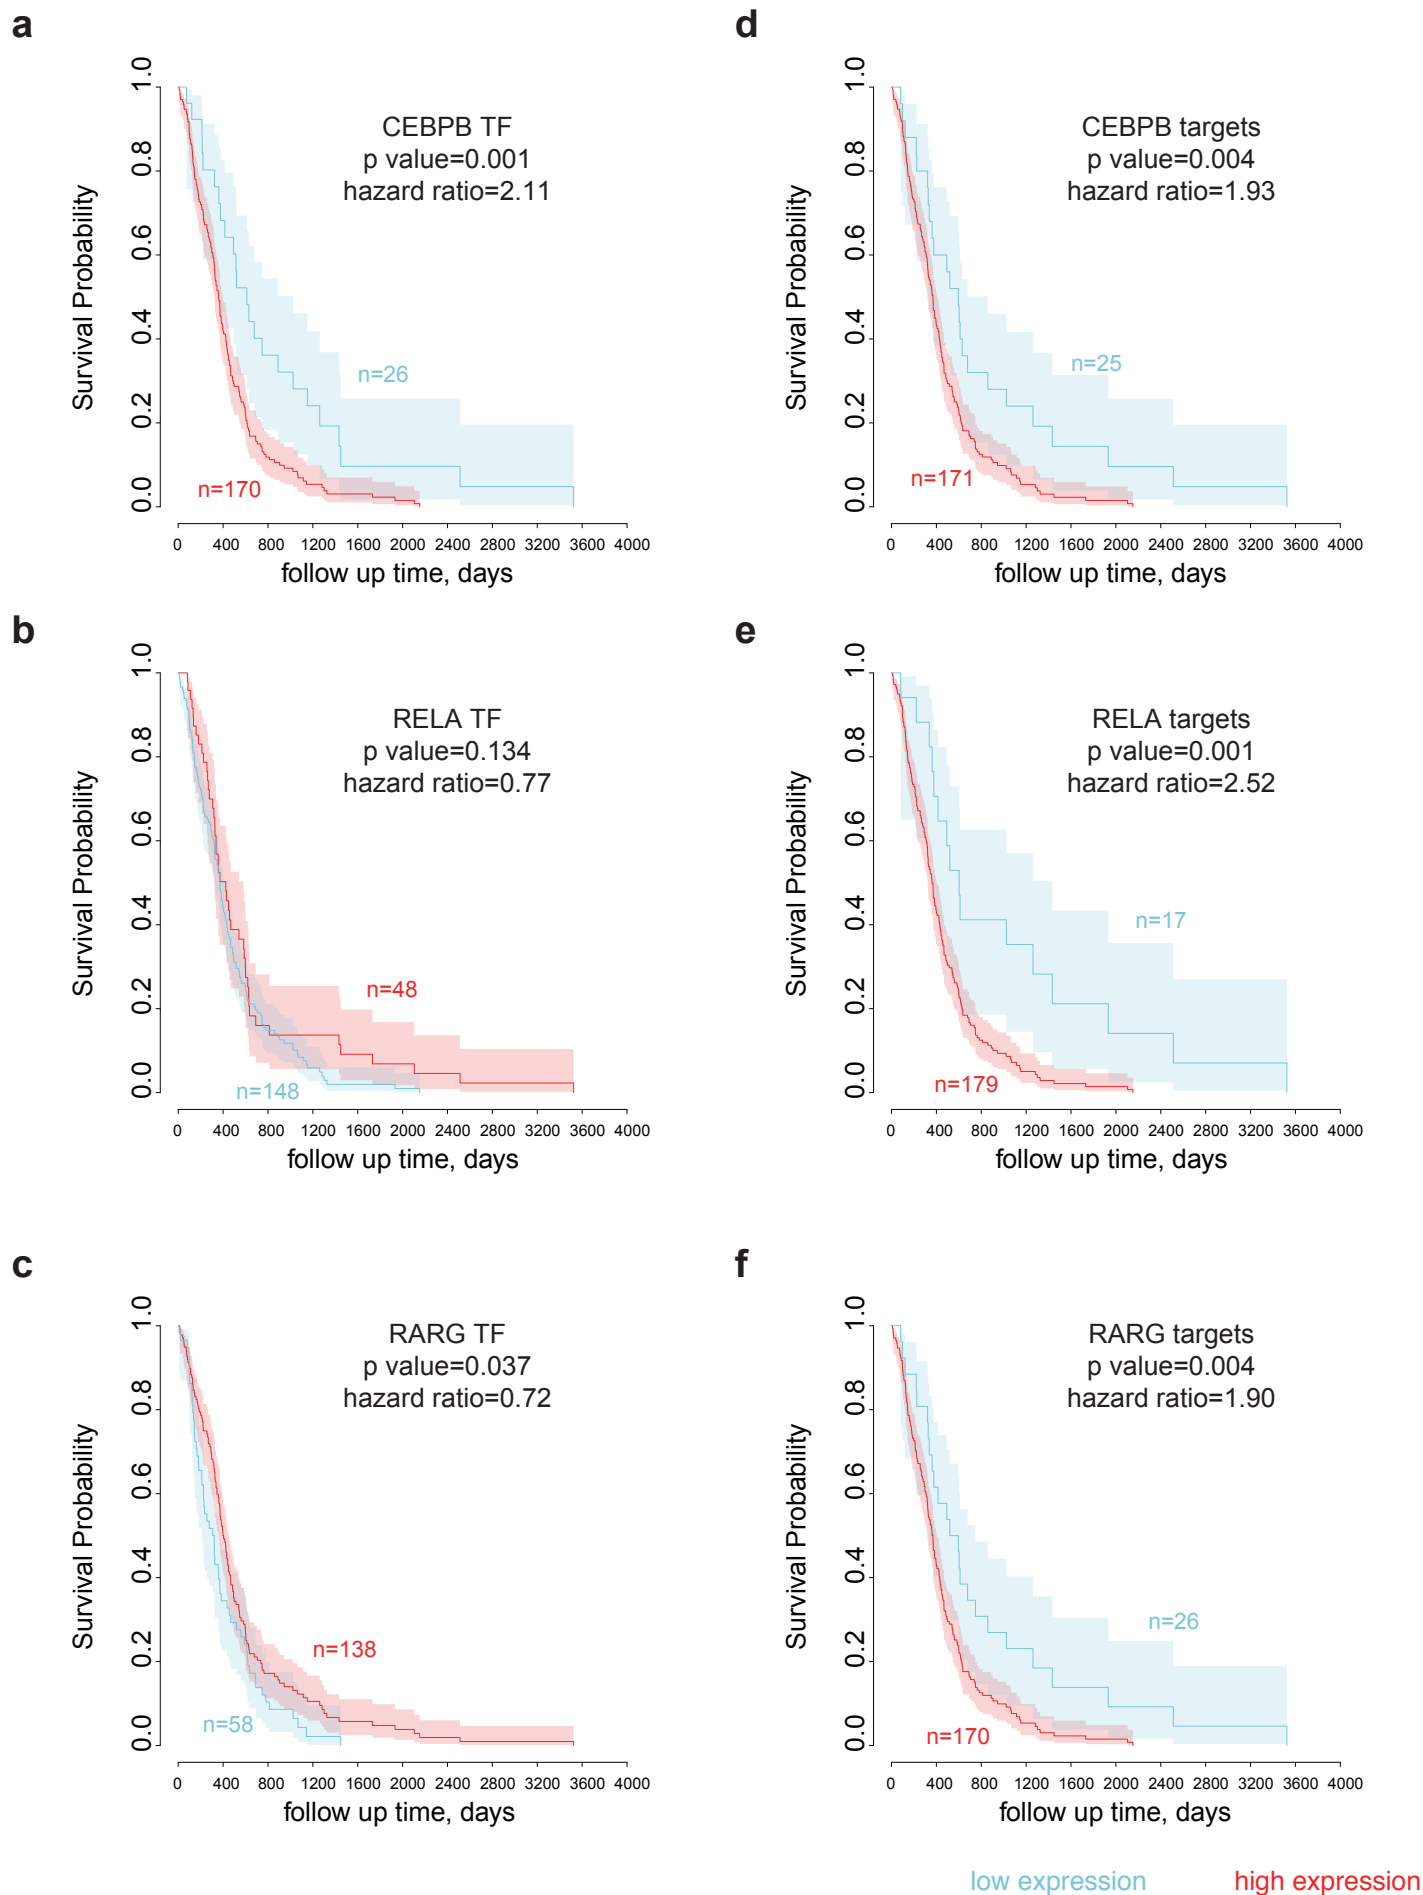 a
CEBPB TF
p value=0.001
hazard ratio=2.11
n=26
n=170
Survival Probability
0.0 0.2 0.4 0.6 0.8 1.0
0 400 800 1200 1600 2000 2400 2800 3200 3600 4000
follow up time, days
d
CEBPB targets
p value=0.004
hazard ratio=1.93
n=25
n=171
Survival Probability
0.0 0.2 0.4 0.6 0.8 1.0
0 400 800 1200 1600 2000 2400 2800 3200 3600 4000
follow up time, days
b
RELA TF
p value=0.134
hazard ratio=0.77
n=48
n=148
Survival Probability
0.0 0.2 0.4 0.6 0.8 1.0
0 400 800 1200 1600 2000 2400 2800 3200 3600 4000
follow up time, days
e
RELA targets
p value=0.001
hazard ratio=2.52
n=17
n=179
Survival Probability
0.0 0.2 0.4 0.6 0.8 1.0
0 400 800 1200 1600 2000 2400 2800 3200 3600 4000
follow up time, days
c
RARG TF
p value=0.037
hazard ratio=0.72
n=138
n=58
Survival Probability
0.0 0.2 0.4 0.6 0.8 1.0
0 400 800 1200 1600 2000 2400 2800 3200 3600 4000
follow up time, days
f
RARG targets
p value=0.004
hazard ratio=1.90
n=26
n=170
Survival Probability
0.0 0.2 0.4 0.6 0.8 1.0
0 400 800 1200 1600 2000 2400 2800 3200 3600 4000
follow up time, days
low expression high expression